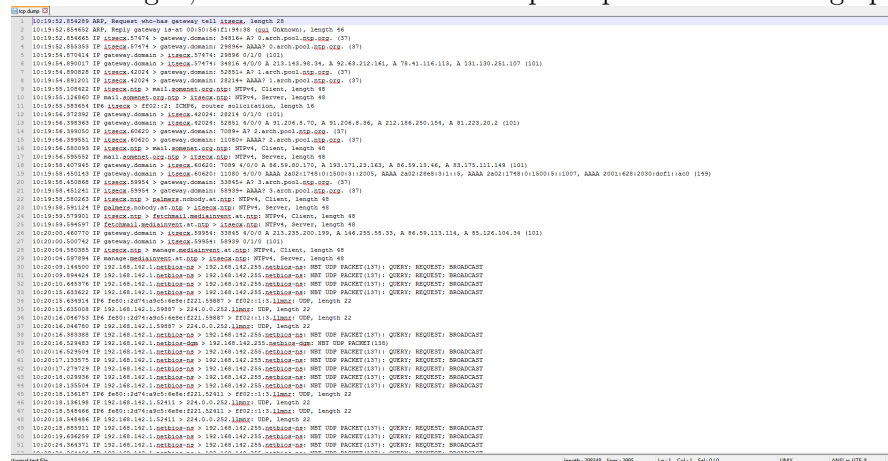 tcp.dump
1 10:19:52.854289 ARP, Request who-has gateway tell itsecx, length 28
2 10:19:52.854652 ARP, Reply gateway is-at 00:50:56:f1:94:38 (oui Unknown), length 46
3 10:19:52.854665 IP itsecx.57474 > gateway.domain: 34816+ A? 0.arch.pool.ntp.org. (37)
4 10:19:52.855353 IP itsecx.57474 > gateway.domain: 29896+ AAAA? 0.arch.pool.ntp.org. (37)
5 10:19:54.870414 IP gateway.domain > itsecx.57474: 29896 0/1/0 (101)
6 10:19:54.890017 IP gateway.domain > itsecx.57474: 34816 4/0/0 A 213.143.98.34, A 92.63.212.161, A 78.41.116.113, A 131.130.251.107 (101)
7 10:19:54.890828 IP itsecx.42024 > gateway.domain: 52851+ A? 1.arch.pool.ntp.org. (37)
8 10:19:54.891201 IP itsecx.42024 > gateway.domain: 28214+ AAAA? 1.arch.pool.ntp.org. (37)
9 10:19:55.108422 IP itsecx.ntp > mail.somenet.org.ntp: NTPv4, Client, length 48
10 10:19:55.126860 IP mail.somenet.org.ntp > itsecx.ntp: NTPv4, Server, length 48
11 10:19:55.583654 IP6 itsecx > ff02::2: ICMP6, router solicitation, length 16
12 10:19:56.372392 IP gateway.domain > itsecx.42024: 28214 0/1/0 (101)
13 10:19:56.398363 IP gateway.domain > itsecx.42024: 52851 4/0/0 A 91.206.8.70, A 91.206.8.36, A 212.186.250.154, A 81.223.20.2 (101)
14 10:19:56.399050 IP itsecx.60620 > gateway.domain: 7089+ A? 2.arch.pool.ntp.org. (37)
15 10:19:56.399551 IP itsecx.60620 > gateway.domain: 11080+ AAAA? 2.arch.pool.ntp.org. (37)
16 10:19:56.580093 IP itsecx.ntp > mail.somenet.org.ntp: NTPv4, Client, length 48
17 10:19:56.595552 IP mail.somenet.org.ntp > itsecx.ntp: NTPv4, Server, length 48
18 10:19:58.407945 IP gateway.domain > itsecx.60620: 7089 4/0/0 A 86.59.80.170, A 193.171.23.163, A 86.59.13.46, A 83.175.111.149 (101)
19 10:19:58.450143 IP gateway.domain > itsecx.60620: 11080 4/0/0 AAAA 2a02:1748:0:1500:3::2005, AAAA 2a02:28e8:3:1::5, AAAA 2a02:1748:0:1500:5::1007, AAAA 2001:628:2030:dcf1::ac0 (149)
20 10:19:58.450868 IP itsecx.59954 > gateway.domain: 33845+ A? 3.arch.pool.ntp.org. (37)
21 10:19:58.451241 IP itsecx.59954 > gateway.domain: 58939+ AAAA? 3.arch.pool.ntp.org. (37)
22 10:19:58.580263 IP itsecx.ntp > palmers.nobody.at.ntp: NTPv4, Client, length 48
23 10:19:58.591124 IP palmers.nobody.at.ntp > itsecx.ntp: NTPv4, Server, length 48
24 10:19:59.579901 IP itsecx.ntp > fetchmail.mediainvent.at.ntp: NTPv4, Client, length 48
25 10:19:59.594597 IP fetchmail.mediainvent.at.ntp > itsecx.ntp: NTPv4, Server, length 48
26 10:20:00.460770 IP gateway.domain > itsecx.59954: 33845 4/0/0 A 213.235.200.199, A 146.255.58.33, A 86.59.113.114, A 85.126.104.34 (101)
27 10:20:00.500742 IP gateway.domain > itsecx.59954: 58939 0/1/0 (101)
28 10:20:04.580385 IP itsecx.ntp > manage.mediainvent.at.ntp: NTPv4, Client, length 48
29 10:20:04.597894 IP manage.mediainvent.at.ntp > itsecx.ntp: NTPv4, Server, length 48
30 10:20:09.144500 IP 192.168.142.1.netbios-ns > 192.168.142.255.netbios-ns: NBT UDP PACKET(137): QUERY; REQUEST; BROADCAST
31 10:20:09.894424 IP 192.168.142.1.netbios-ns > 192.168.142.255.netbios-ns: NBT UDP PACKET(137): QUERY; REQUEST; BROADCAST
32 10:20:10.645376 IP 192.168.142.1.netbios-ns > 192.168.142.255.netbios-ns: NBT UDP PACKET(137): QUERY; REQUEST; BROADCAST
33 10:20:15.633622 IP 192.168.142.1.netbios-ns > 192.168.142.255.netbios-ns: NBT UDP PACKET(137): QUERY; REQUEST; BROADCAST
34 10:20:15.634914 IP6 fe80::2d74:a9c5:6e8e:f221.59887 > ff02::1:3.llmnr: UDP, length 22
35 10:20:15.635008 IP 192.168.142.1.59887 > 224.0.0.252.llmnr: UDP, length 22
36 10:20:16.046753 IP6 fe80::2d74:a9c5:6e8e:f221.59887 > ff02::1:3.llmnr: UDP, length 22
37 10:20:16.046780 IP 192.168.142.1.59887 > 224.0.0.252.llmnr: UDP, length 22
38 10:20:16.383388 IP 192.168.142.1.netbios-ns > 192.168.142.255.netbios-ns: NBT UDP PACKET(137): QUERY; REQUEST; BROADCAST
39 10:20:16.529483 IP 192.168.142.1.netbios-dgm > 192.168.142.255.netbios-dgm: NBT UDP PACKET(138)
40 10:20:16.529504 IP 192.168.142.1.netbios-ns > 192.168.142.255.netbios-ns: NBT UDP PACKET(137): QUERY; REQUEST; BROADCAST
41 10:20:17.133575 IP 192.168.142.1.netbios-ns > 192.168.142.255.netbios-ns: NBT UDP PACKET(137): QUERY; REQUEST; BROADCAST
42 10:20:17.279729 IP 192.168.142.1.netbios-ns > 192.168.142.255.netbios-ns: NBT UDP PACKET(137): QUERY; REQUEST; BROADCAST
43 10:20:18.029936 IP 192.168.142.1.netbios-ns > 192.168.142.255.netbios-ns: NBT UDP PACKET(137): QUERY; REQUEST; BROADCAST
44 10:20:18.135504 IP 192.168.142.1.netbios-ns > 192.168.142.255.netbios-ns: NBT UDP PACKET(137): QUERY; REQUEST; BROADCAST
45 10:20:18.136187 IP6 fe80::2d74:a9c5:6e8e:f221.52411 > ff02::1:3.llmnr: UDP, length 22
46 10:20:18.136198 IP 192.168.142.1.52411 > 224.0.0.252.llmnr: UDP, length 22
47 10:20:18.548466 IP6 fe80::2d74:a9c5:6e8e:f221.52411 > ff02::1:3.llmnr: UDP, length 22
48 10:20:18.548486 IP 192.168.142.1.52411 > 224.0.0.252.llmnr: UDP, length 22
49 10:20:18.885911 IP 192.168.142.1.netbios-ns > 192.168.142.255.netbios-ns: NBT UDP PACKET(137): QUERY; REQUEST; BROADCAST
50 10:20:19.636259 IP 192.168.142.1.netbios-ns > 192.168.142.255.netbios-ns: NBT UDP PACKET(137): QUERY; REQUEST; BROADCAST
51 10:20:24.364371 IP 192.168.142.1.netbios-ns > 192.168.142.255.netbios-ns: NBT UDP PACKET(137): QUERY; REQUEST; BROADCAST